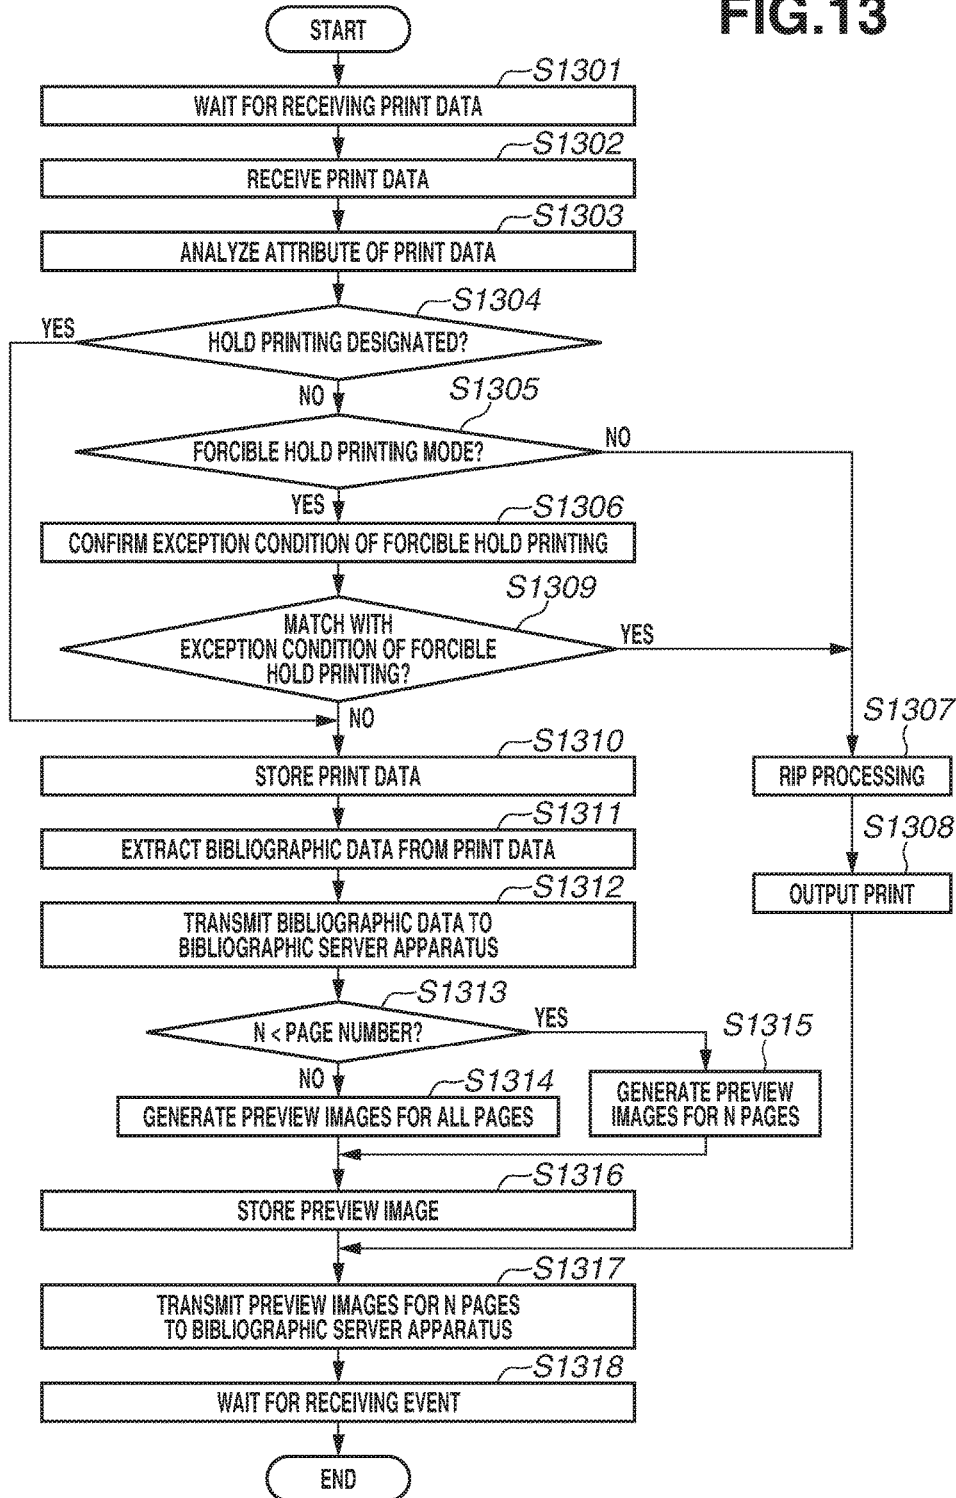 FIG.13
START
S1301
WAIT FOR RECEIVING PRINT DATA
S1302
RECEIVE PRINT DATA
S1303
ANALYZE ATTRIBUTE OF PRINT DATA
S1304
YES
HOLD PRINTING DESIGNATED?
NO
S1305
FORCIBLE HOLD PRINTING MODE?
NO
YES
S1306
CONFIRM EXCEPTION CONDITION OF FORCIBLE HOLD PRINTING
S1309
MATCH WITH
EXCEPTION CONDITION OF FORCIBLE
HOLD PRINTING?
YES
NO
S1307
RIP PROCESSING
S1308
OUTPUT PRINT
S1310
STORE PRINT DATA
S1311
EXTRACT BIBLIOGRAPHIC DATA FROM PRINT DATA
S1312
TRANSMIT BIBLIOGRAPHIC DATA TO
BIBLIOGRAPHIC SERVER APPARATUS
S1313
N < PAGE NUMBER?
YES
NO
S1314
GENERATE PREVIEW IMAGES FOR ALL PAGES
S1315
GENERATE PREVIEW
IMAGES FOR N PAGES
S1316
STORE PREVIEW IMAGE
S1317
TRANSMIT PREVIEW IMAGES FOR N PAGES
TO BIBLIOGRAPHIC SERVER APPARATUS
S1318
WAIT FOR RECEIVING EVENT
END